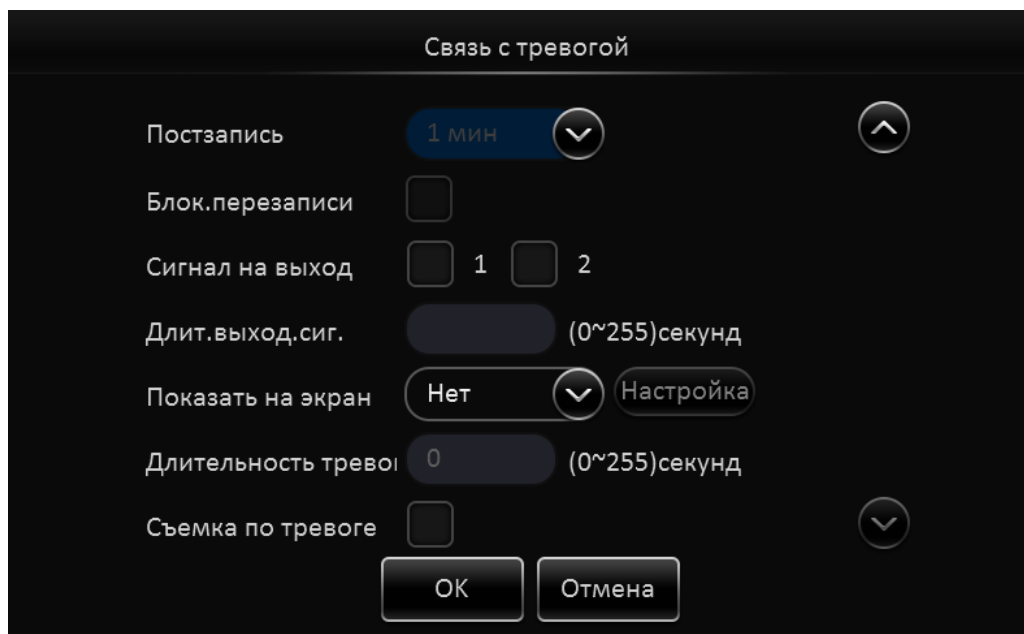 Связь с тревогой
Постзапись 1 мин
Блок.перезаписи
Сигнал на выход 1 2
Длит.выход.сиг. (0~255)секунд
Показать на экран Нет Настройка
Длительность трево 0 (0~255)секунд
Съемка по тревоге
OK Отмена